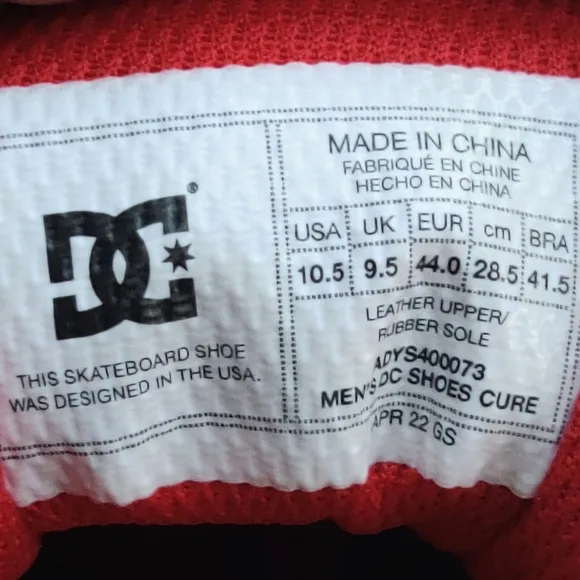 DC®
THIS SKATEBOARD SHOE
WAS DESIGNED IN THE USA.
MADE IN CHINA
FABRIQUÉ EN CHINE
HECHO EN CHINA
USA UK EUR cm BRA
10.5 9.5 44.0 28.5 41.5
LEATHER UPPER/
RUBBER SOLE
ADYS400073
MEN'S DC SHOES CURE
APR 22 GS